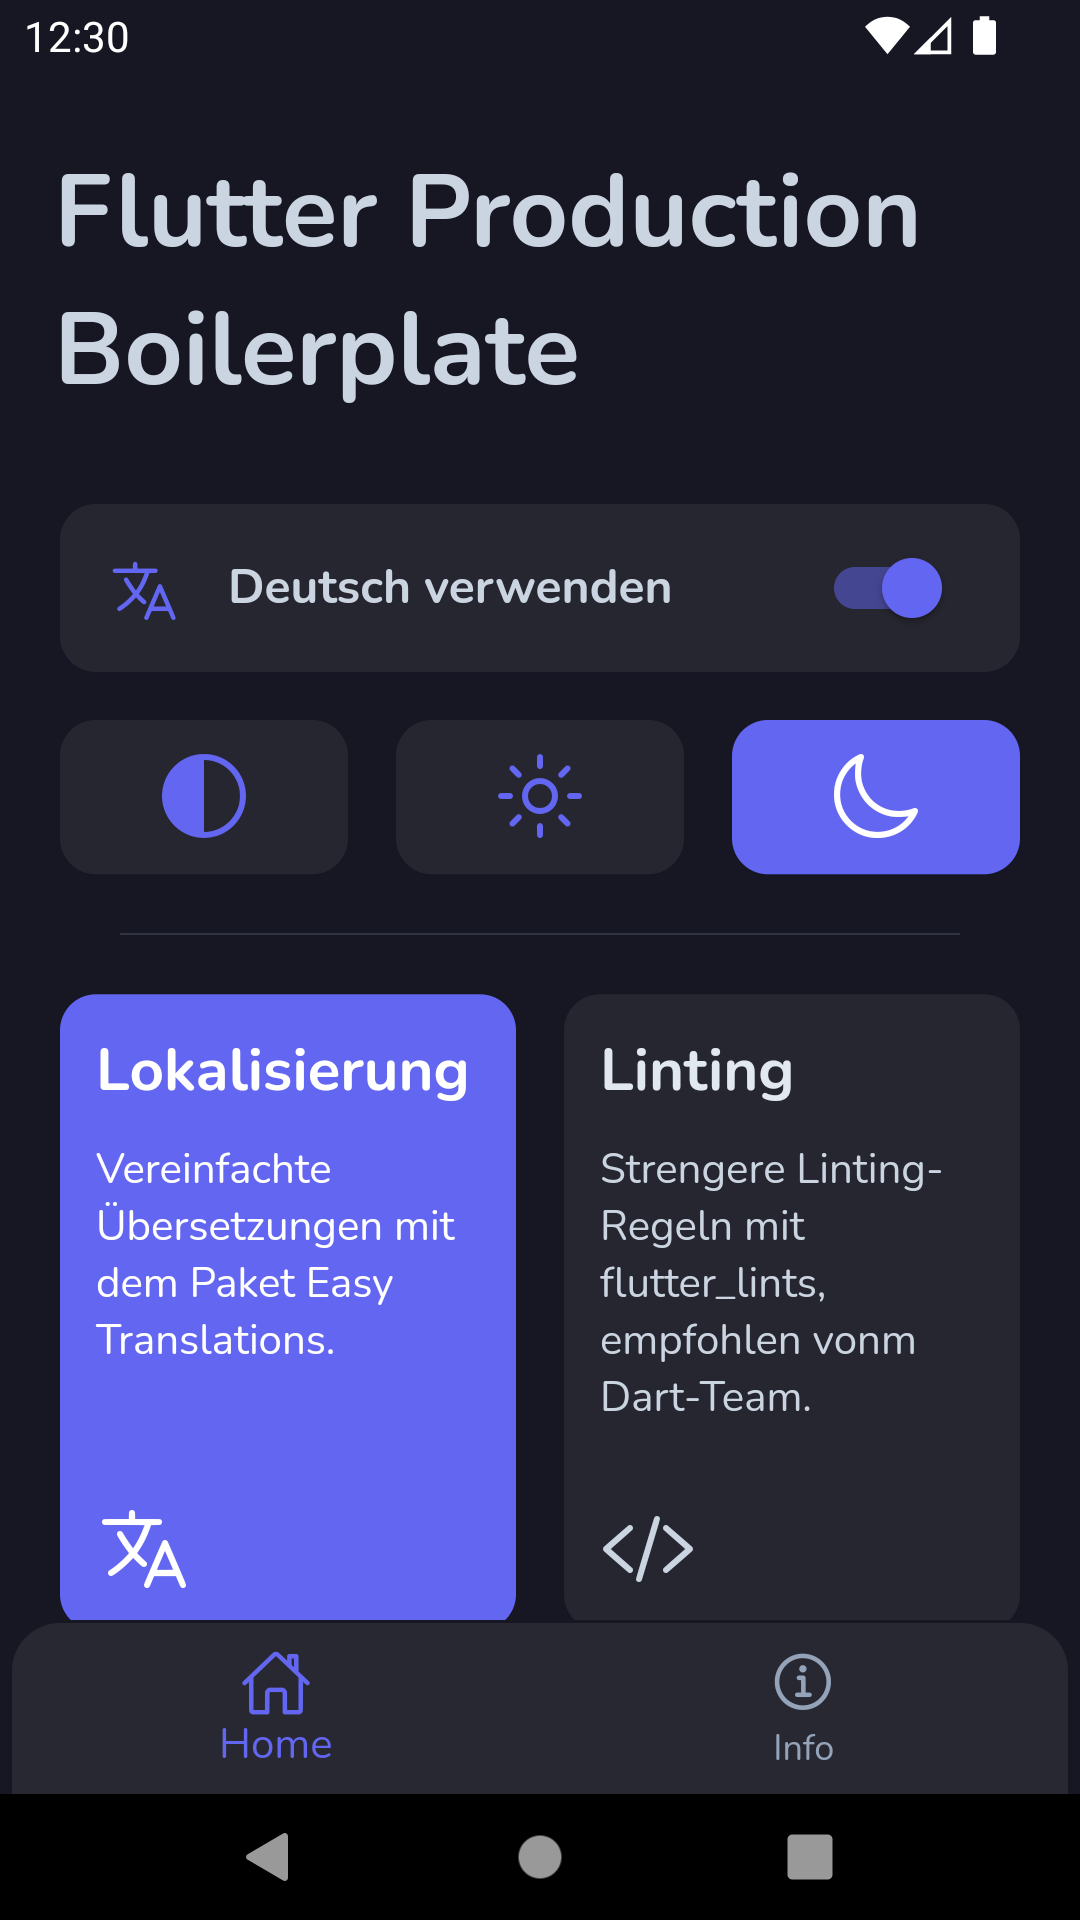 12:30
Flutter Production
Boilerplate
Deutsch verwenden
Lokalisierung
Vereinfachte
Übersetzungen mit
dem Paket Easy
Translations.
Linting
Strengere Linting-
Regeln mit
flutter_lints,
empfohlen vonm
Dart-Team.
Home
Info